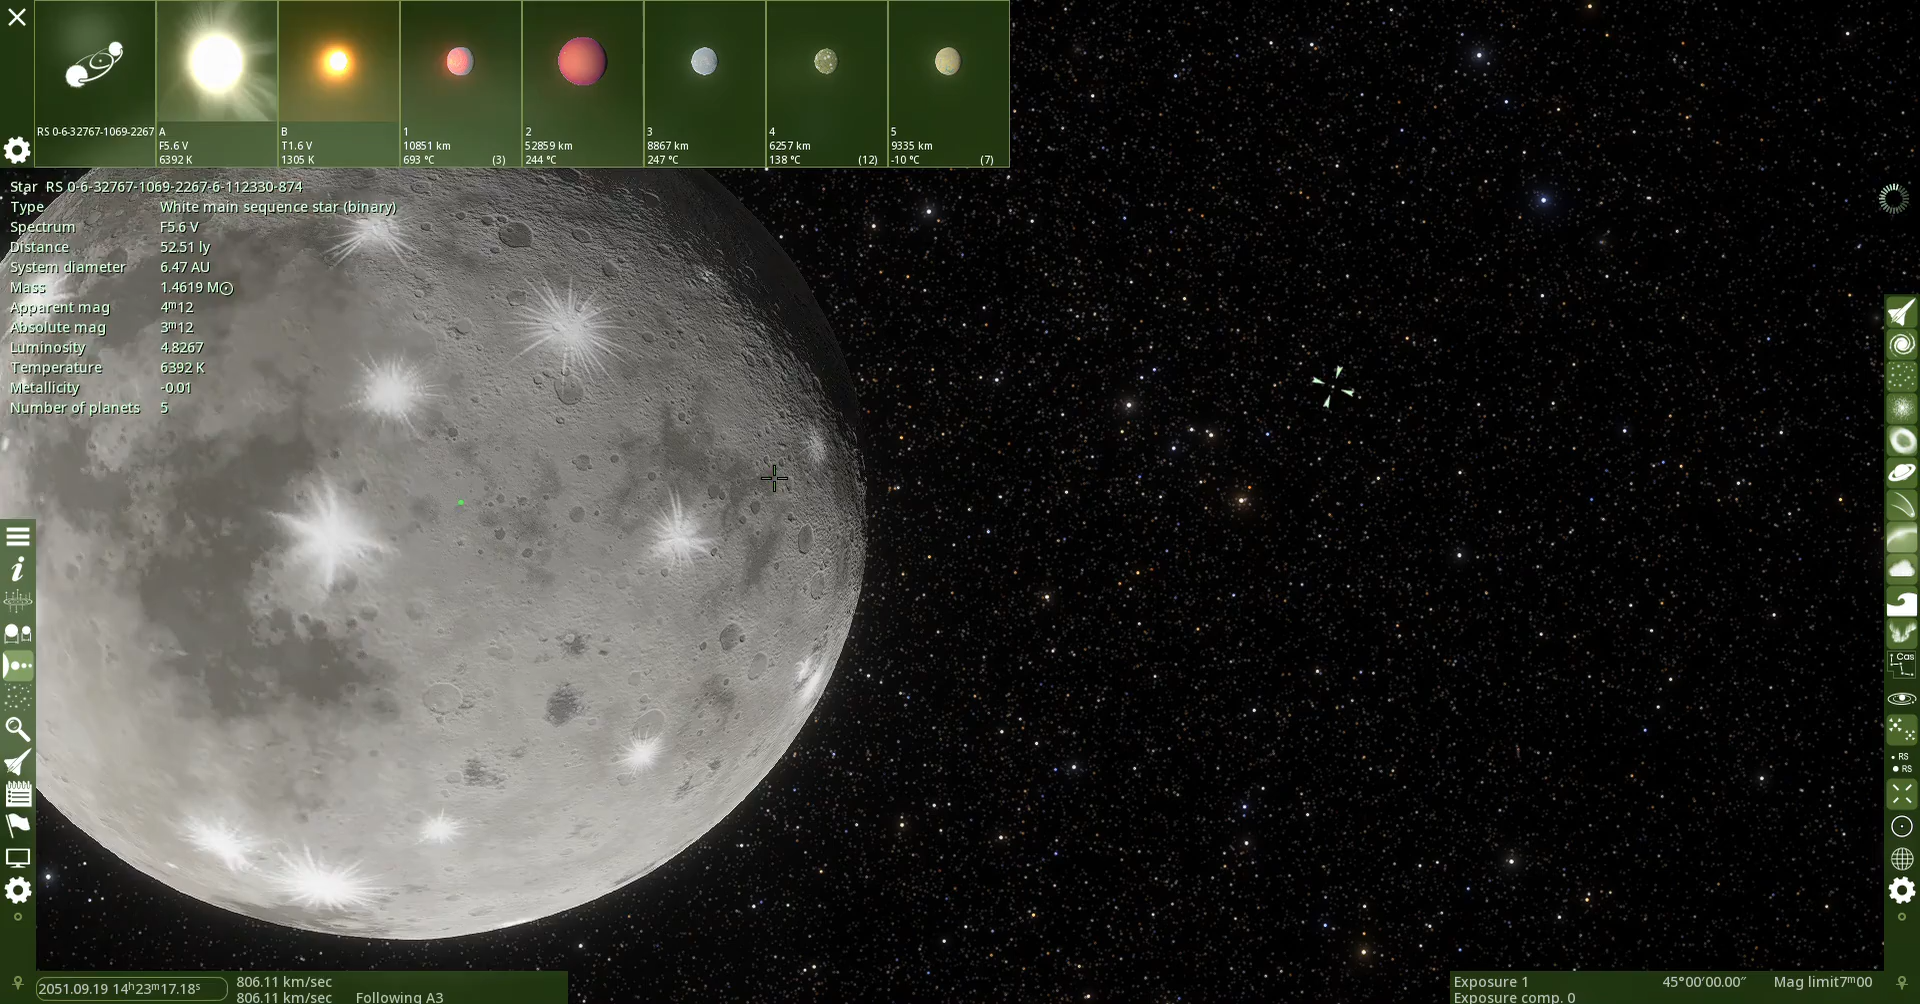 RS 0-6-32767-1069-2267
A
F5.6 V
6392 K
B
T1.6 V
1305 K
1
10851 km
693 °C (3)
2
52859 km
244 °C
3
8867 km
247 °C
4
6257 km
138 °C (12)
5
9335 km
-10 °C (7)
Star RS 0-6-32767-1069-2267-6-112330-874
Type White main sequence star (binary)
Spectrum F5.6 V
Distance 52.51 ly
System diameter 6.47 AU
Mass 1.4619 M☉
Apparent mag 4ᵐ12
Absolute mag 3ᵐ12
Luminosity 4.8267
Temperature 6392 K
Metallicity -0.01
Number of planets 5
Cas
RS
RS
2051.09.19 14ʰ23ᵐ17.18ˢ
806.11 km/sec
806.11 km/sec Following A3
Exposure 1 45°00′00.00″ Mag limit7ᵐ00
Exposure comp. 0